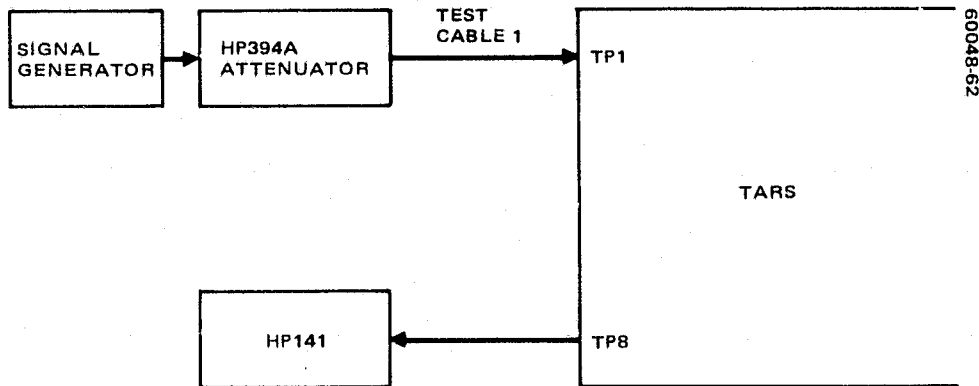 SIGNAL
GENERATOR
HP394A
ATTENUATOR
TEST
CABLE 1
TP1
TARS
HP141
TP8
60048-62